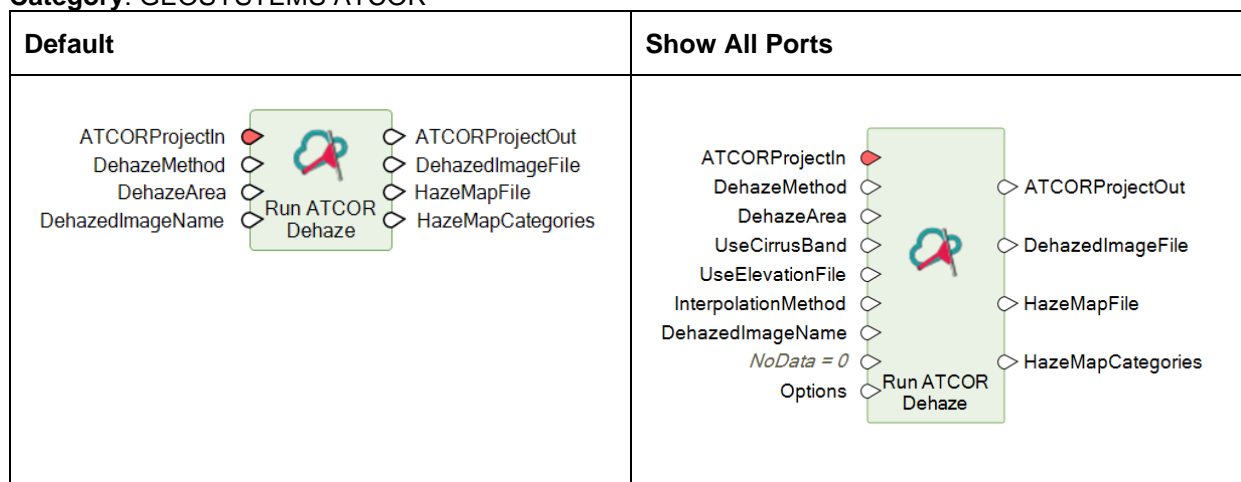 Category: GEOSYSTEMS ATCOR
Default
Show All Ports
ATCORProjectIn
DehazeMethod
DehazeArea
DehazedImageName
Run ATCOR
Dehaze
ATCORProjectOut
DehazedImageFile
HazeMapFile
HazeMapCategories
ATCORProjectIn
DehazeMethod
DehazeArea
UseCirrusBand
UseElevationFile
InterpolationMethod
DehazedImageName
NoData = 0
Options
Run ATCOR
Dehaze
ATCORProjectOut
DehazedImageFile
HazeMapFile
HazeMapCategories